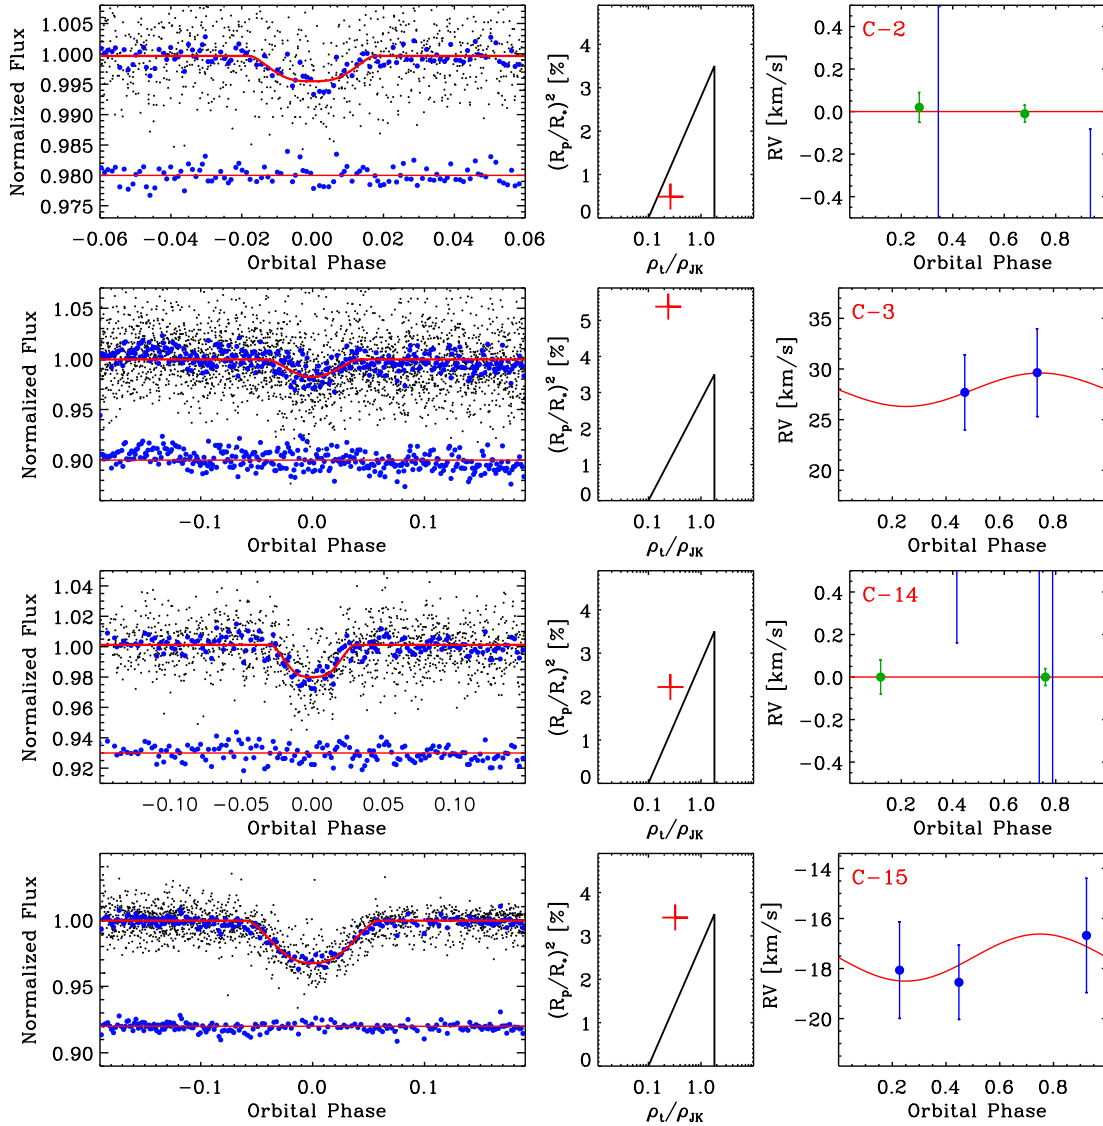 1.005
1.000
0.995
0.990
0.985
0.980
0.975
Normalized Flux
-0.06 -0.04 -0.02 0.00 0.02 0.04 0.06
Orbital Phase
4
3
2
1
0
(Rp/R*)² [%]
0.1 1.0
ρt/ρJK
C-2
0.4
0.2
0.0
-0.2
-0.4
RV [km/s]
0.2 0.4 0.6 0.8
Orbital Phase
1.05
1.00
0.95
0.90
Normalized Flux
-0.1 0.0 0.1
Orbital Phase
5
4
3
2
1
0
(Rp/R*)² [%]
0.1 1.0
ρt/ρJK
C-3
35
30
25
20
RV [km/s]
0.2 0.4 0.6 0.8
Orbital Phase
1.04
1.02
1.00
0.98
0.96
0.94
0.92
Normalized Flux
-0.10 -0.05 0.00 0.05 0.10
Orbital Phase
4
3
2
1
0
(Rp/R*)² [%]
0.1 1.0
ρt/ρJK
C-14
0.4
0.2
0.0
-0.2
-0.4
RV [km/s]
0.2 0.4 0.6 0.8
Orbital Phase
1.00
0.95
0.90
Normalized Flux
-0.1 0.0 0.1
Orbital Phase
4
3
2
1
0
(Rp/R*)² [%]
0.1 1.0
ρt/ρJK
C-15
-14
-16
-18
-20
RV [km/s]
0.2 0.4 0.6 0.8
Orbital Phase